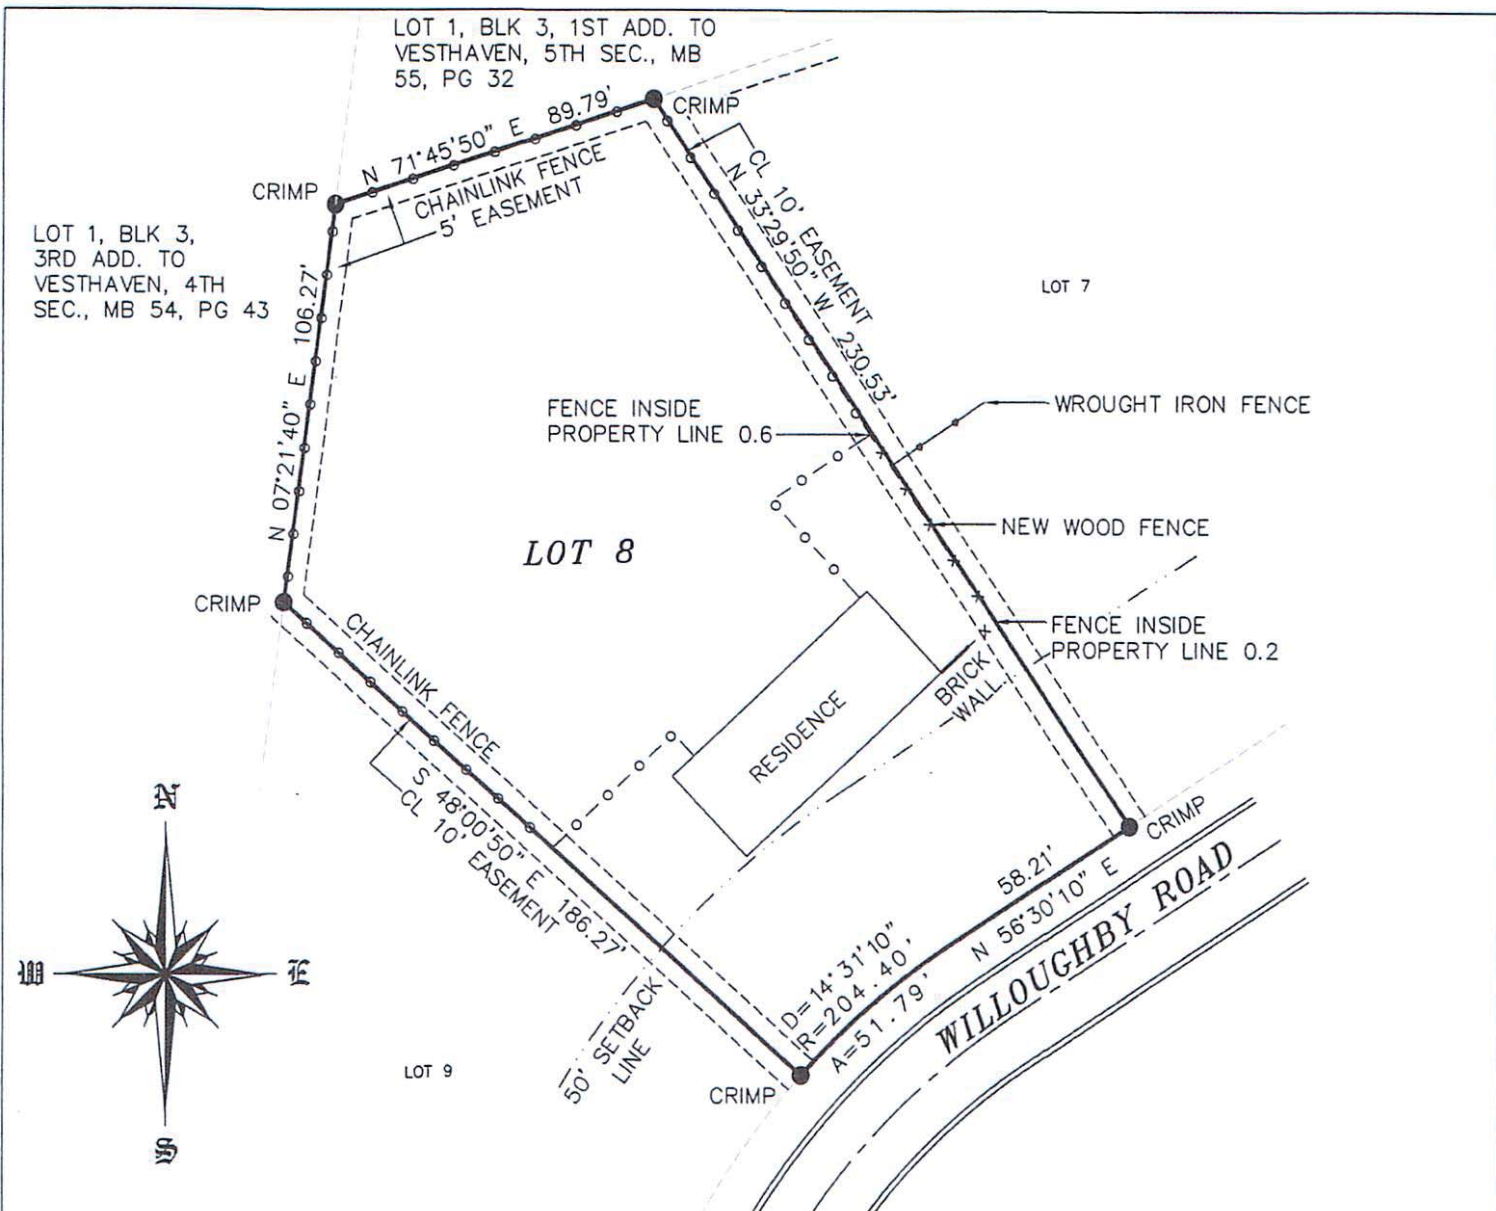 LOT 1, BLK 3, 1ST ADD. TO
VESTHAVEN, 5TH SEC., MB
55, PG 32
CRIMP
N 71°45'50" E 89.79'
CHAINLINK FENCE
5' EASEMENT
CRIMP
LOT 1, BLK 3,
3RD ADD. TO
VESTHAVEN, 4TH
SEC., MB 54, PG 43
N 07°21'40" E 106.27'
CL 10' EASEMENT
N 33°29'50" W 230.53'
LOT 7
FENCE INSIDE
PROPERTY LINE 0.6
WROUGHT IRON FENCE
NEW WOOD FENCE
LOT 8
CRIMP
FENCE INSIDE
PROPERTY LINE 0.2
CHAINLINK FENCE
BRICK
WALL
RESIDENCE
S 48°00'50" E 186.27'
CL 10' EASEMENT
CRIMP
58.21'
N 56°30'10" E
WILLOUGHBY ROAD
D=14°31'10"
R=204.40'
A=51.79'
50' SETBACK
LINE
LOT 9
CRIMP
N
W
E
S